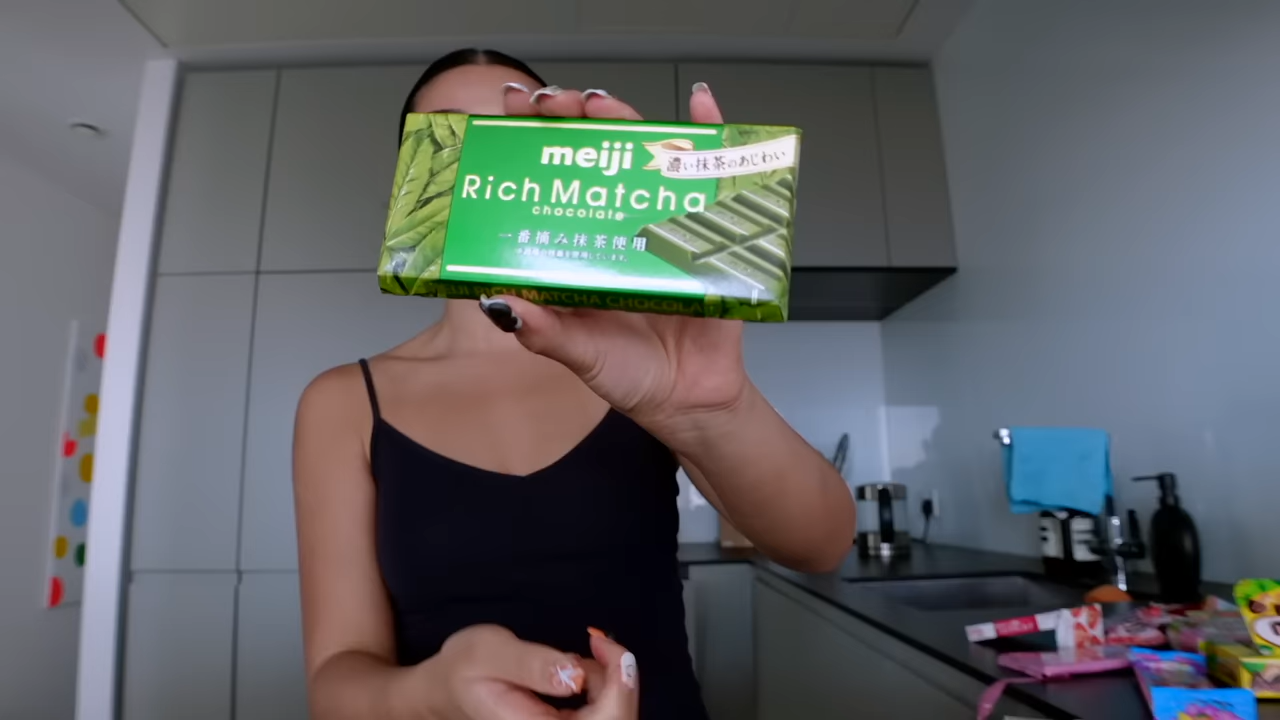 meiji
濃い抹茶のあじわい
Rich Matcha
chocolate
一番摘み抹茶使用
RICH MATCHA CHOCOLA